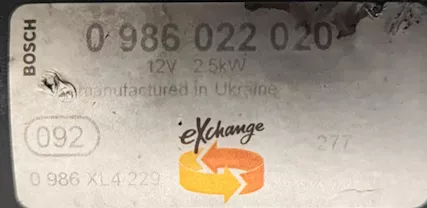 BOSCH
0 986 022 020
12V 2.5kW
manufactured in Ukraine
092
eXchange
277
0 986 XL4 229